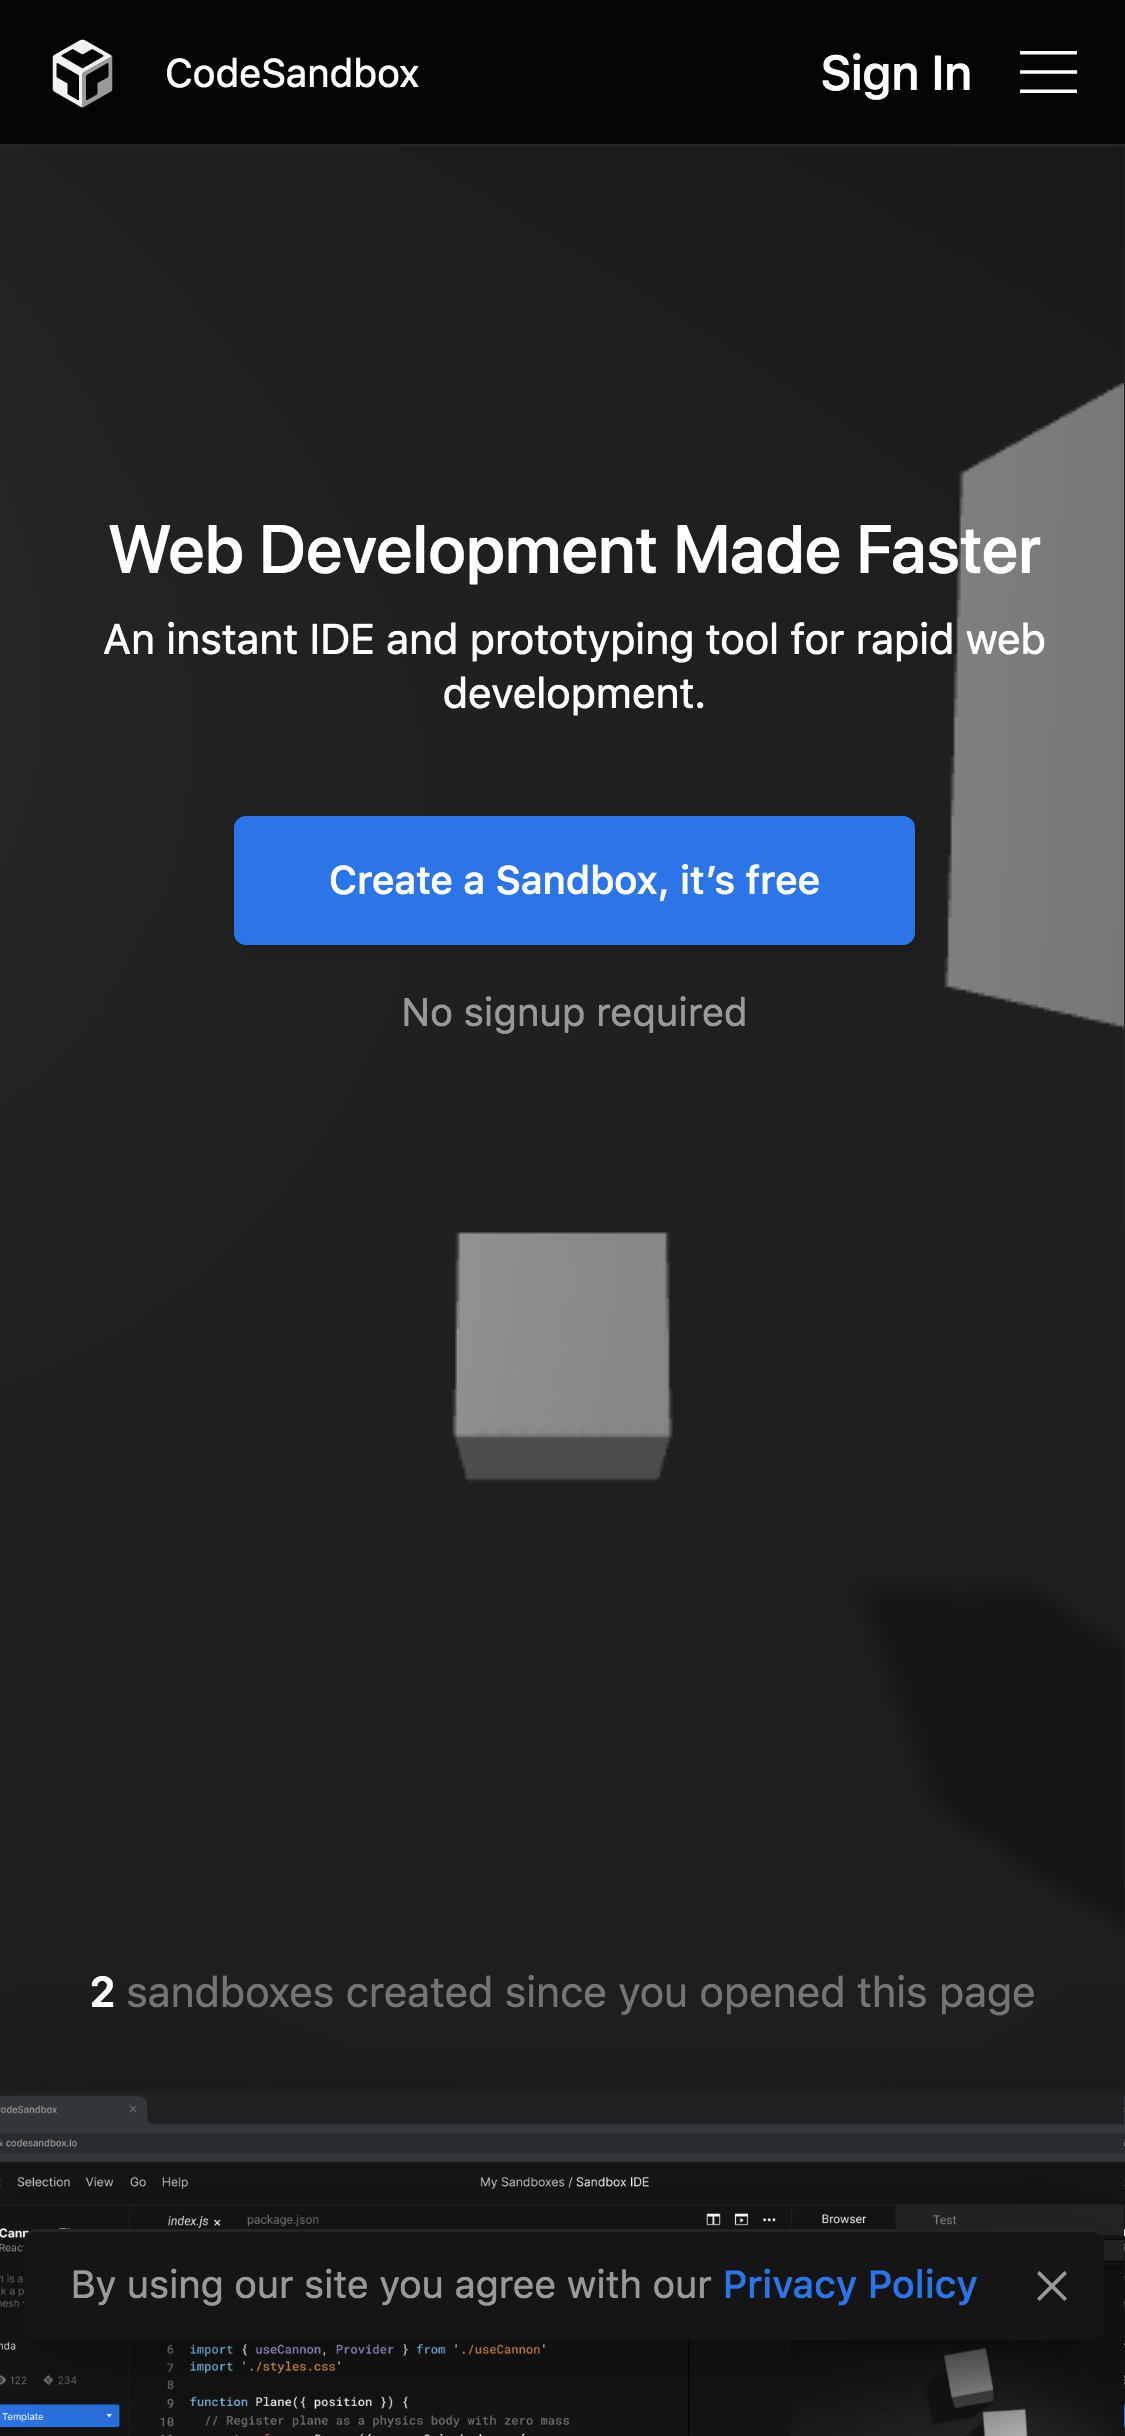 CodeSandbox
Sign In
Web Development Made Faster
An instant IDE and prototyping tool for rapid web
development.
Create a Sandbox, it’s free
No signup required
2 sandboxes created since you opened this page
odeSandbox
codesandbox.io
Selection View Go Help
My Sandboxes / Sandbox IDE
index.js
package.json
Browser
Test
By using our site you agree with our Privacy Policy
6 import { useCannon, Provider } from './useCannon'
7 import './styles.css'
8
9 function Plane({ position }) {
10 // Register plane as a physics body with zero mass
122
234
Template